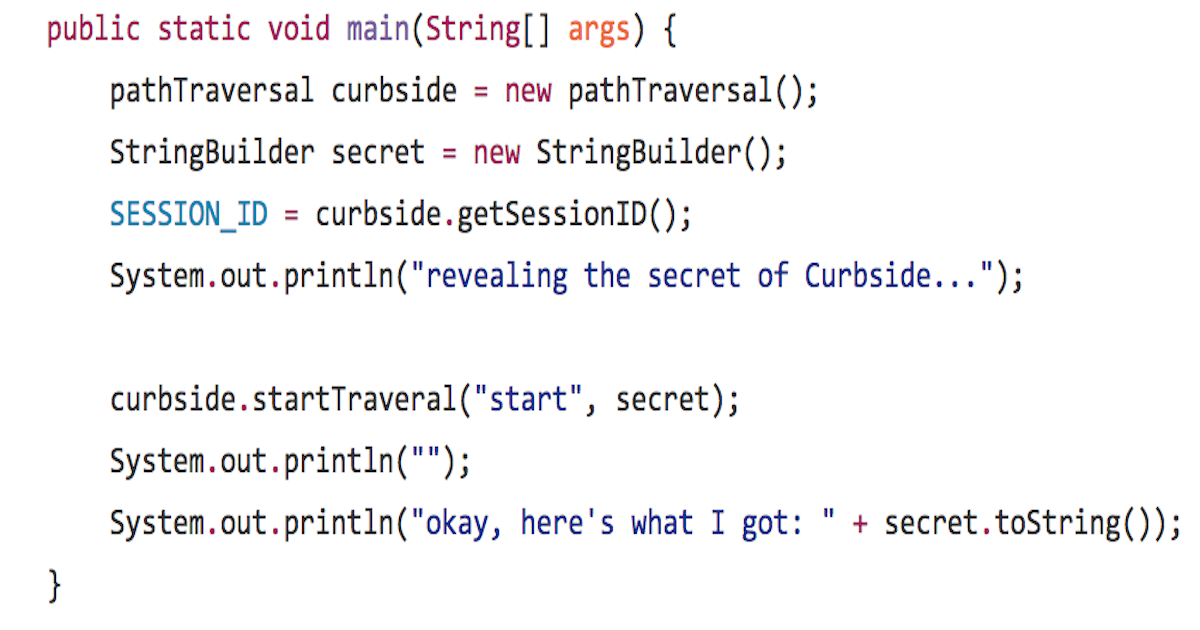 public static void main(String[] args) {
    pathTraversal curbside = new pathTraversal();
    StringBuilder secret = new StringBuilder();
    SESSION_ID = curbside.getSessionID();
    System.out.println("revealing the secret of Curbside...");
    curbside.startTraveral("start", secret);
    System.out.println("");
    System.out.println("okay, here's what I got: " + secret.toString());
}